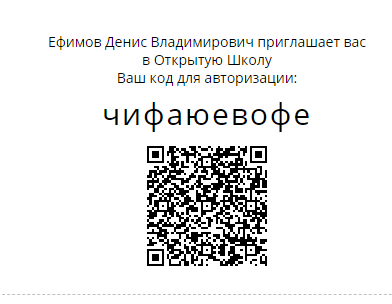 Ефимов Денис Владимирович приглашает вас
в Открытую Школу
Ваш код для авторизации:
чифаюевофе